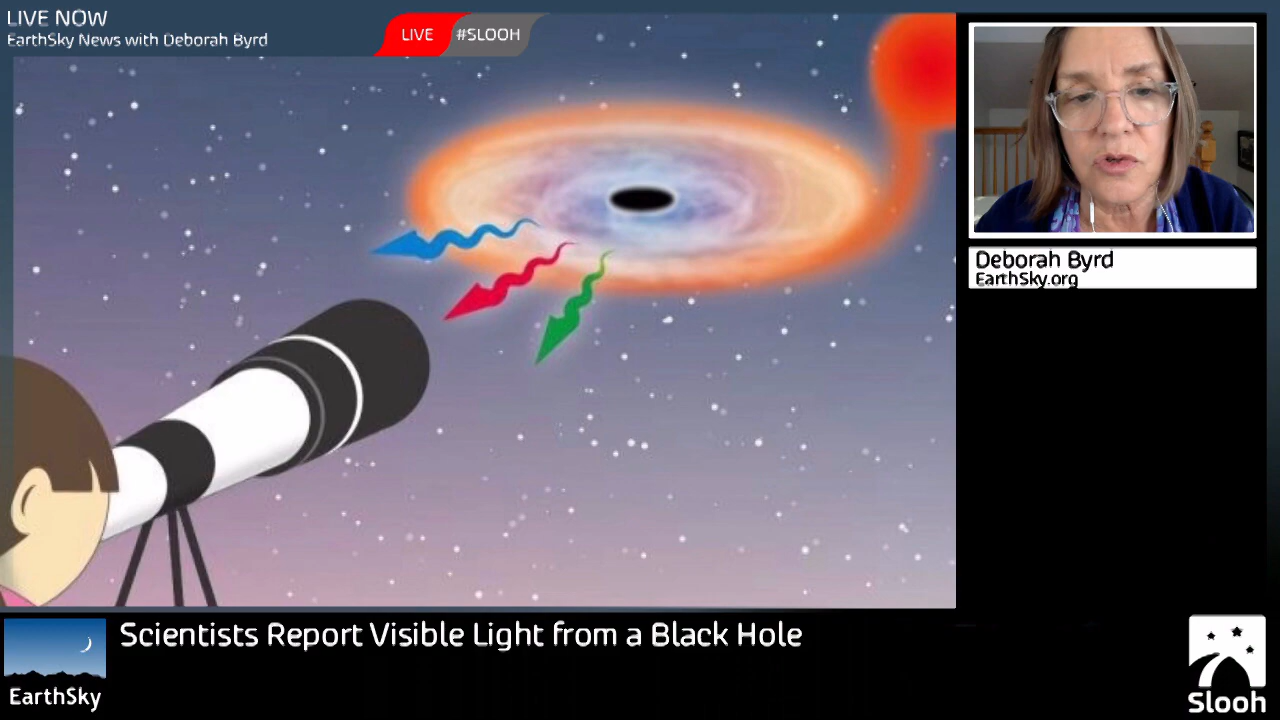 LIVE NOW
EarthSky News with Deborah Byrd
LIVE #SLOOH
Deborah Byrd
EarthSky.org
Scientists Report Visible Light from a Black Hole
EarthSky
Slooh